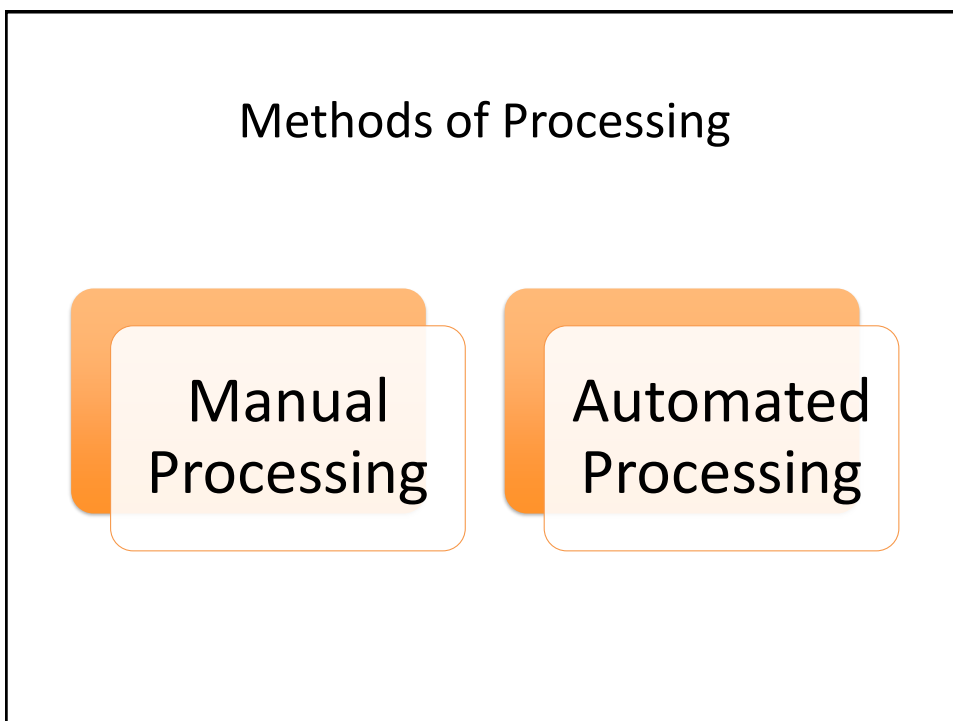 Methods of Processing
Manual
Processing
Automated
Processing